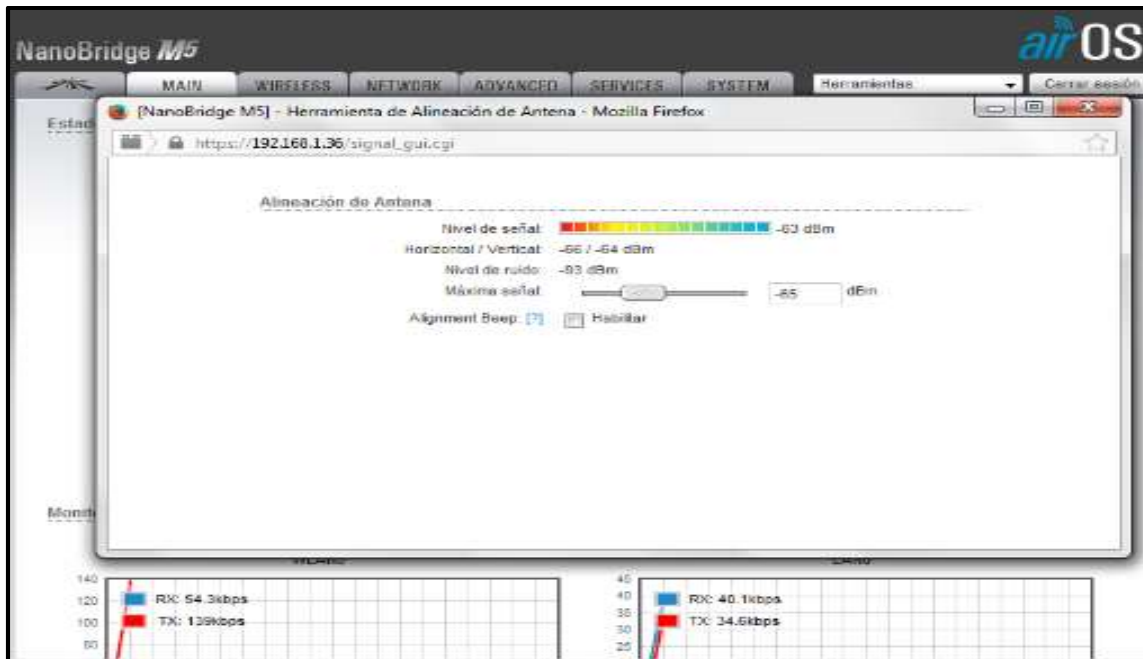 NanoBridge M5
airOS
MAIN WIRELESS NETWORK ADVANCED SERVICES SYSTEM Herramientas Cerrar sesión
Estad
[NanoBridge M5] - Herramienta de Alineación de Antena - Mozilla Firefox
https://192.168.1.36/signal_gui.cgi
Alineación de Antena
Nivel de señal: -63 dBm
Horizontal / Vertical: -66 / -64 dBm
Nivel de ruido: -93 dBm
Máxima señal: -65 dBm
Alignment Beep: [?] Habilitar
Monit
140
120
100
80
RX: 54.3kbps
TX: 139kbps
45
40
35
30
25
RX: 40.1kbps
TX: 34.6kbps